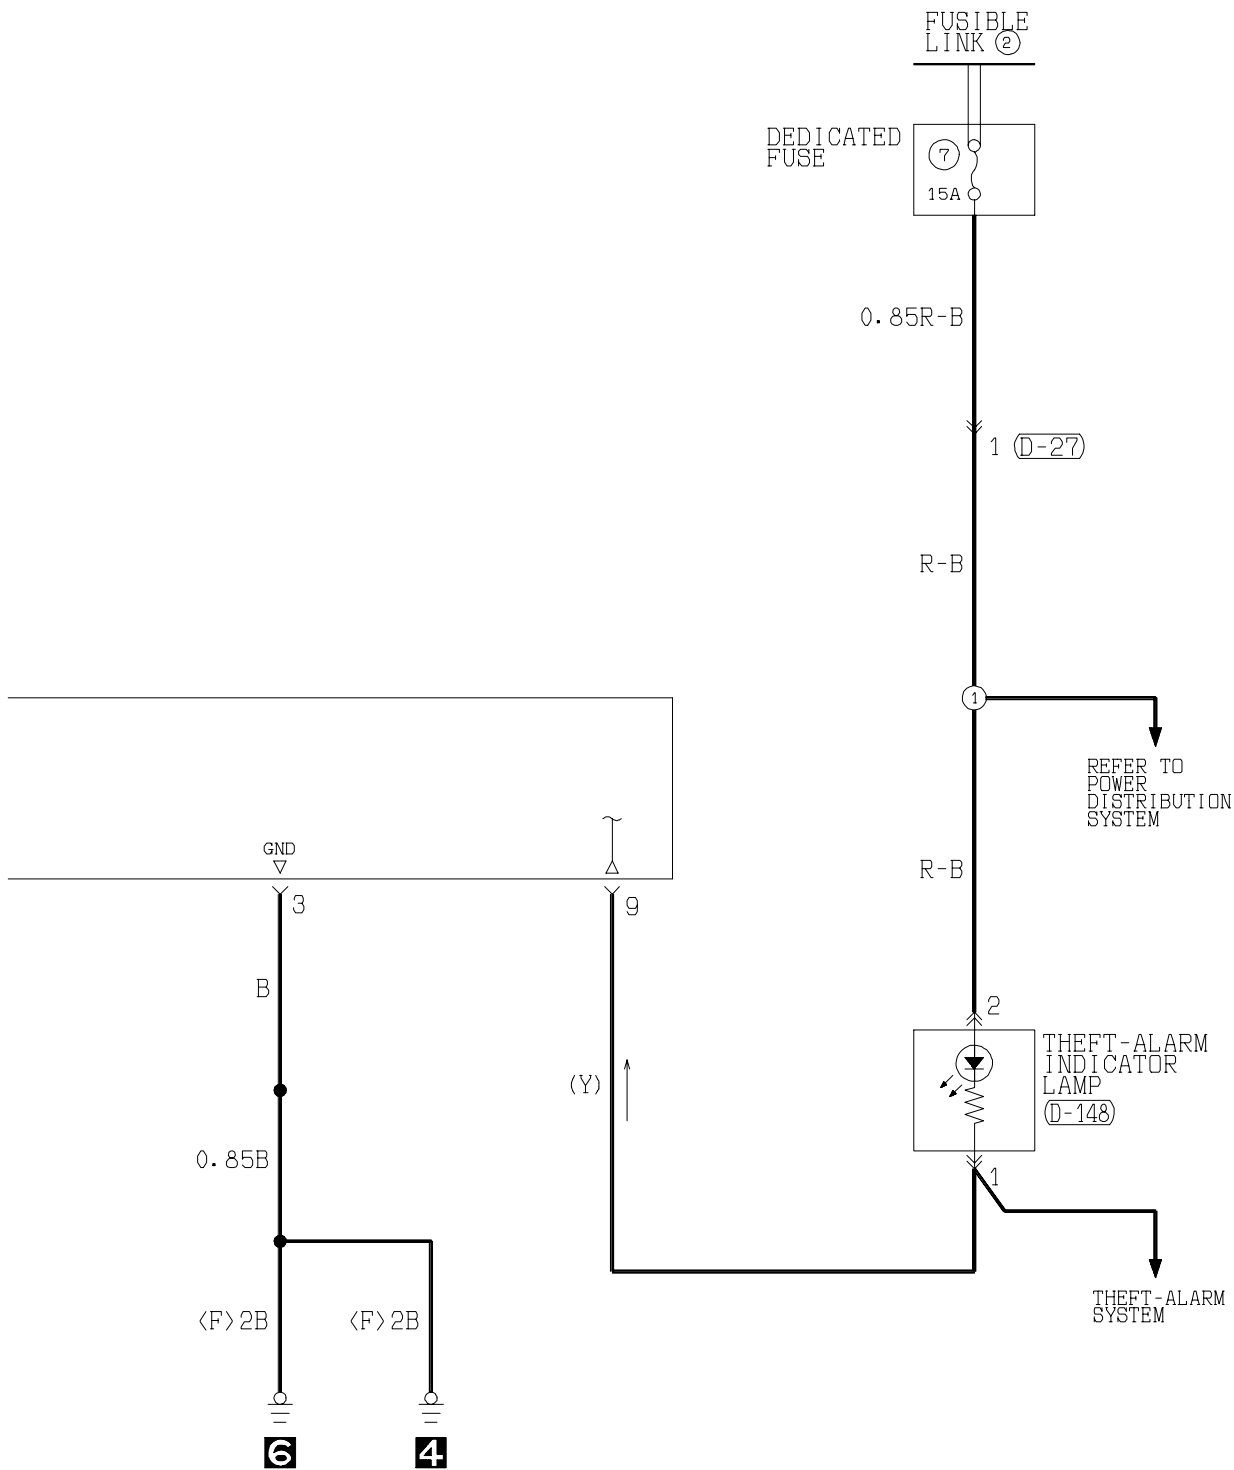 FUSIBLE
LINK ②
DEDICATED
FUSE
7
15A
0.85R-B
1 (D-27)
R-B
1
REFER TO
POWER
DISTRIBUTION
SYSTEM
GND
R-B
3
9
B
2
THEFT-ALARM
INDICATOR
LAMP
(D-148)
(Y)
0.85B
1
THEFT-ALARM
SYSTEM
〈F〉2B
〈F〉2B
6
4